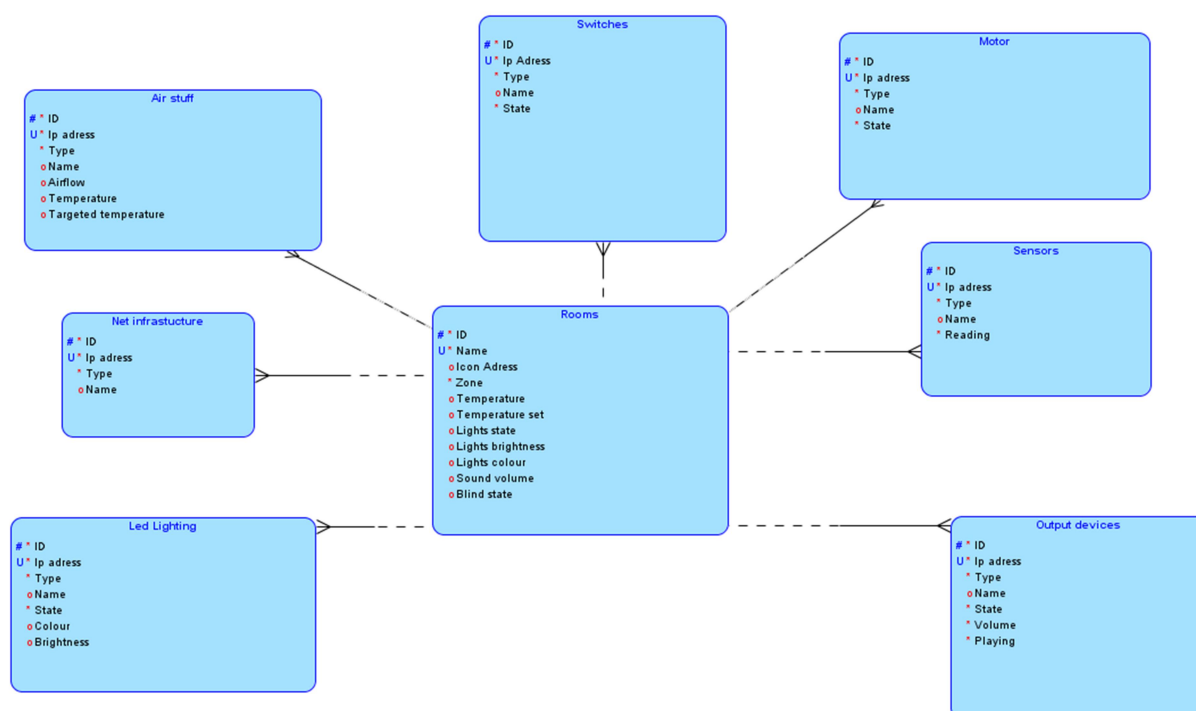 Switches
# * ID
U * Ip Adress
* Type
o Name
* State
Motor
# * ID
U * Ip adress
* Type
o Name
* State
Air stuff
# * ID
U * Ip adress
* Type
o Name
o Airflow
o Temperature
o Targeted temperature
Sensors
# * ID
U * Ip adress
* Type
o Name
* Reading
Net infrastucture
# * ID
U * Ip adress
* Type
o Name
Rooms
# * ID
U * Name
o Icon Adress
* Zone
o Temperature
o Temperature set
o Lights state
o Lights brightness
o Lights colour
o Sound volume
o Blind state
Led Lighting
# * ID
U * Ip adress
* Type
o Name
* State
o Colour
o Brightness
Output devices
# * ID
U * Ip adress
* Type
o Name
* State
* Volume
* Playing